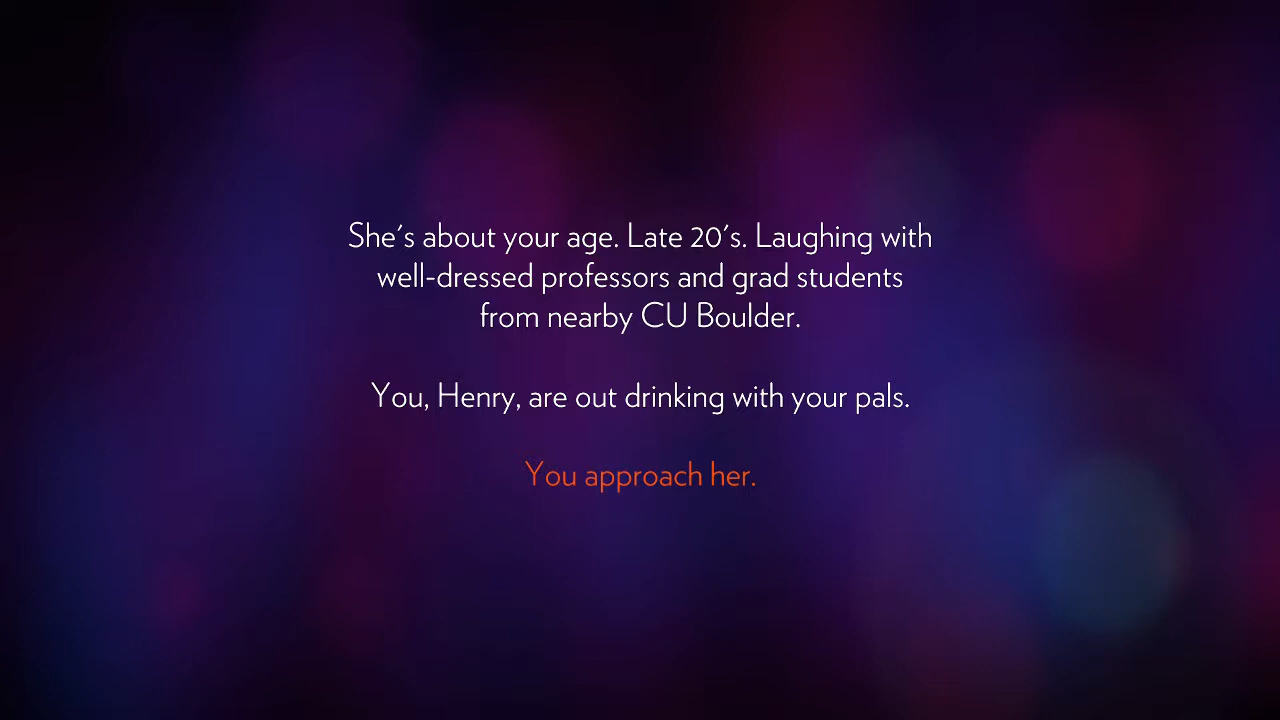 She's about your age. Late 20's. Laughing with
well-dressed professors and grad students
from nearby CU Boulder.
You, Henry, are out drinking with your pals.
You approach her.